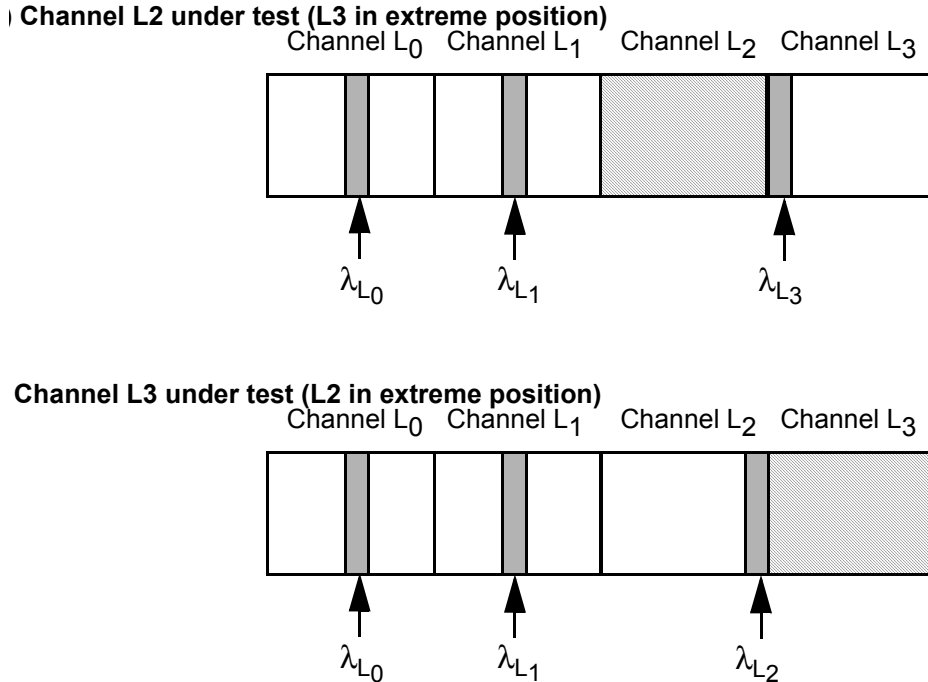 ) Channel L2 under test (L3 in extreme position)
Channel L0 Channel L1 Channel L2 Channel L3
λL0 λL1 λL3
Channel L3 under test (L2 in extreme position)
Channel L0 Channel L1 Channel L2 Channel L3
λL0 λL1 λL2